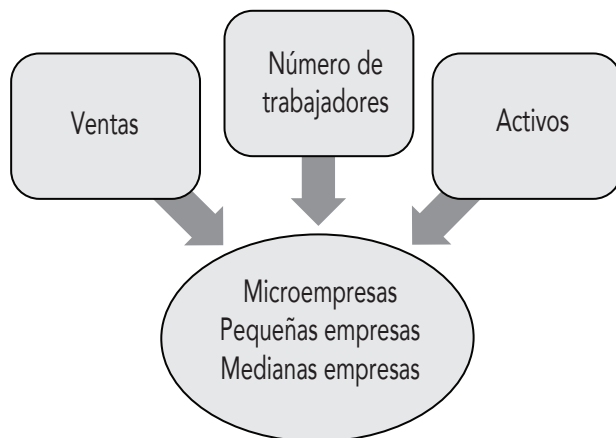 Ventas
Número de
trabajadores
Activos
Microempresas
Pequeñas empresas
Medianas empresas